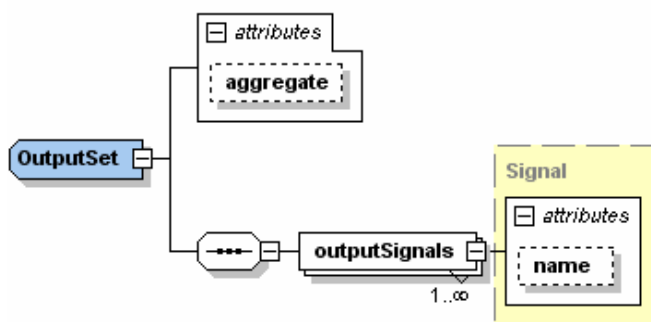 attributes
aggregate
OutputSet
Signal
attributes
outputSignals
name
1..∞